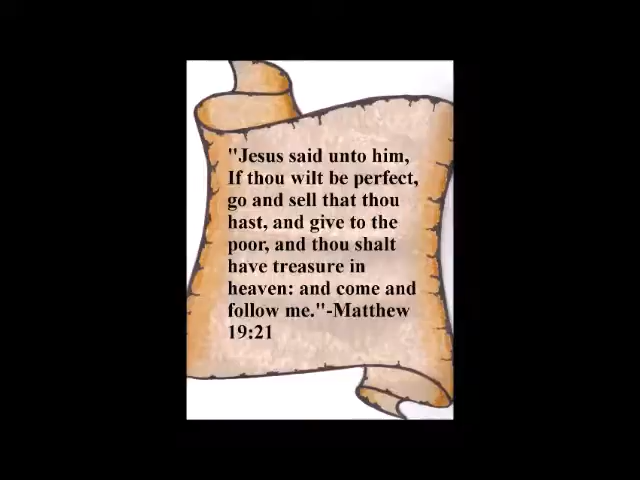 "Jesus said unto him,
If thou wilt be perfect,
go and sell that thou
hast, and give to the
poor, and thou shalt
have treasure in
heaven: and come and
follow me."-Matthew
19:21